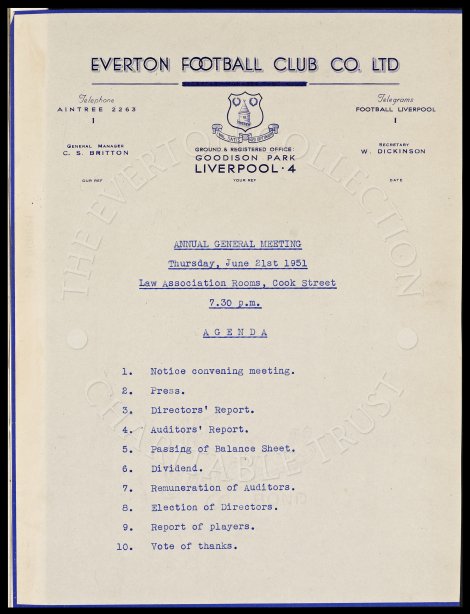 EVERTON FOOTBALL CLUB CO. LTD
Telephone
AINTREE 2263
1
Telegrams
FOOTBALL LIVERPOOL
1
GENERAL MANAGER
C. S. BRITTON
SECRETARY
W. DICKINSON
GROUND & REGISTERED OFFICE:
GOODISON PARK
LIVERPOOL·4
OUR REF
YOUR REF
DATE
ANNUAL GENERAL MEETING
Thursday, June 21st 1951
Law Association Rooms, Cook Street
7.30 p.m.
A G E N D A
1. Notice convening meeting.
2. Press.
3. Directors' Report.
4. Auditors' Report.
5. Passing of Balance Sheet.
6. Dividend.
7. Remuneration of Auditors.
8. Election of Directors.
9. Report of players.
10. Vote of thanks.
THE EVERTON COLLECTION
CHARITABLE TRUST